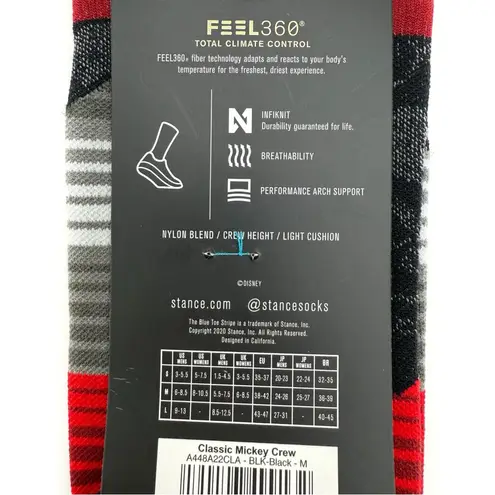 FEEL360®
TOTAL CLIMATE CONTROL
FEEL360® fiber technology adapts and reacts to your body's
temperature for the freshest, driest experience.
INFIKNIT
Durability guaranteed for life.
BREATHABILITY
PERFORMANCE ARCH SUPPORT
NYLON BLEND / CREW HEIGHT / LIGHT CUSHION
©DISNEY
stance.com @stancesocks
The Blue Toe Stripe is a trademark of Stance, Inc.
Copyright 2020 Stance, Inc. All Rights Reserved.
Designed in California.
US MENS US WOMENS UK MENS UK WOMENS EU JP MENS JP WOMENS BR
S 3-5.5 5-7.5 1.5-4.5 3-5.5 35-37 20-23 22-24 32-35
M 6-8.5 8-10.5 5.5-7.5 6-8.5 38-42 24-26 25-27 36-39
L 9-13 - 8.5-12.5 - 43-47 27-31 - 40-45
Classic Mickey Crew
A448A22CLA - BLK-Black - M